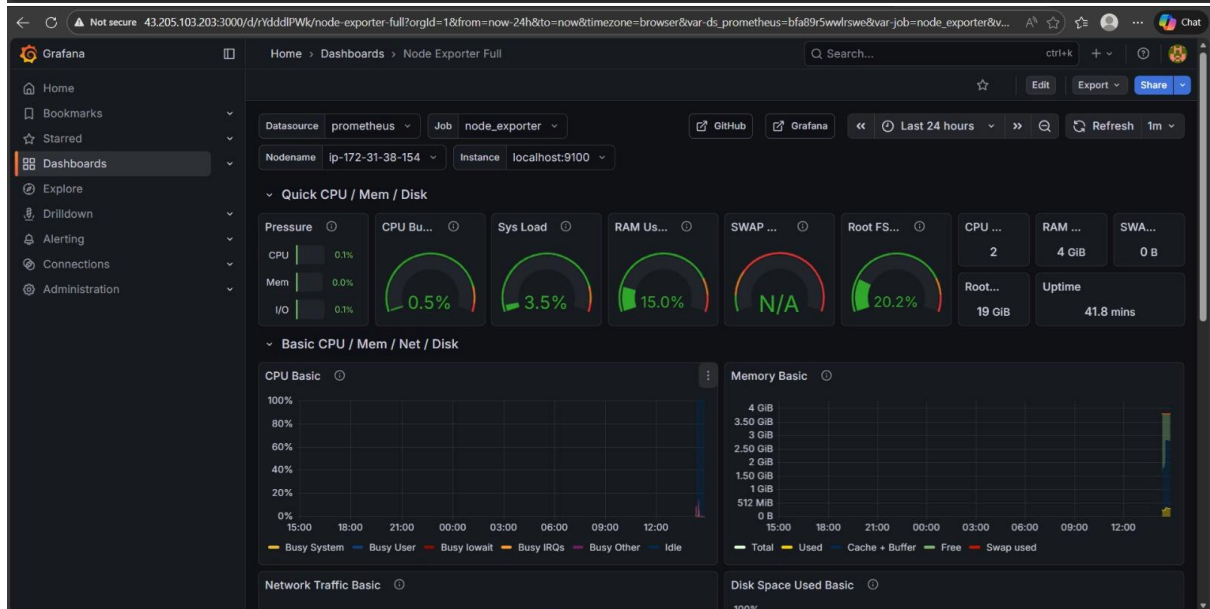 Not secure 43.205.103.203:3000/d/rYdddlPWk/node-exporter-full?orgId=1&from=now-24h&to=now&timezone=browser&var-ds_prometheus=bfa89r5wwlrswe&var-job=node_exporter&v...
Chat
Grafana
Home > Dashboards > Node Exporter Full
Search...
ctrl+k
Home
Bookmarks
Starred
Dashboards
Explore
Drilldown
Alerting
Connections
Administration
Edit
Export
Share
Datasource prometheus
Job node_exporter
GitHub
Grafana
Last 24 hours
Refresh 1m
Nodename ip-172-31-38-154
Instance localhost:9100
Quick CPU / Mem / Disk
Pressure
CPU 0.1%
Mem 0.0%
I/O 0.1%
CPU Bu...
0.5%
Sys Load
3.5%
RAM Us...
15.0%
SWAP ...
N/A
Root FS...
20.2%
CPU ...
2
RAM ...
4 GiB
SWA...
0 B
Root...
19 GiB
Uptime
41.8 mins
Basic CPU / Mem / Net / Disk
CPU Basic
100%
80%
60%
40%
20%
0%
15:00 18:00 21:00 00:00 03:00 06:00 09:00 12:00
Busy System Busy User Busy Iowait Busy IRQs Busy Other Idle
Memory Basic
4 GiB
3.50 GiB
3 GiB
2.50 GiB
2 GiB
1.50 GiB
1 GiB
512 MiB
0 B
15:00 18:00 21:00 00:00 03:00 06:00 09:00 12:00
Total Used Cache + Buffer Free Swap used
Network Traffic Basic
Disk Space Used Basic
100%